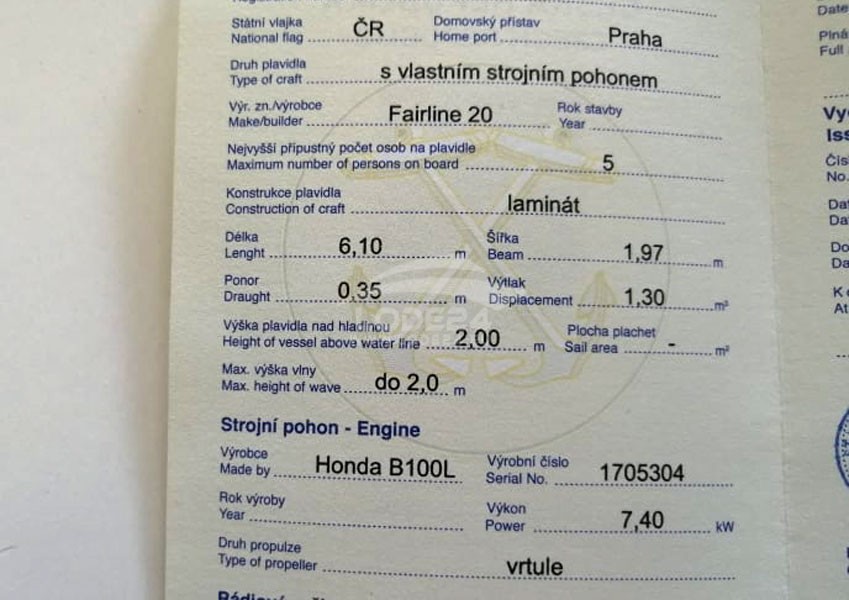 Státní vlajka
National flag ČR Domovský přístav
Home port Praha
Druh plavidla
Type of craft s vlastním strojním pohonem
Výr. zn./výrobce
Make/builder Fairline 20 Rok stavby
Year
Nejvyšší přípustný počet osob na plavidle
Maximum number of persons on board 5
Konstrukce plavidla
Construction of craft laminát
Délka
Lenght 6,10 m Šířka
Beam 1,97 m
Ponor
Draught 0,35 m Výtlak
Displacement 1,30 m³
Výška plavidla nad hladinou
Height of vessel above water line 2,00 m Plocha plachet
Sail area - m²
Max. výška vlny
Max. height of wave do 2,0 m
Strojní pohon - Engine
Výrobce
Made by Honda B100L Výrobní číslo
Serial No. 1705304
Rok výroby
Year Výkon
Power 7,40 kW
Druh propulze
Type of propeller vrtule
Date
Full
No.
LODE24